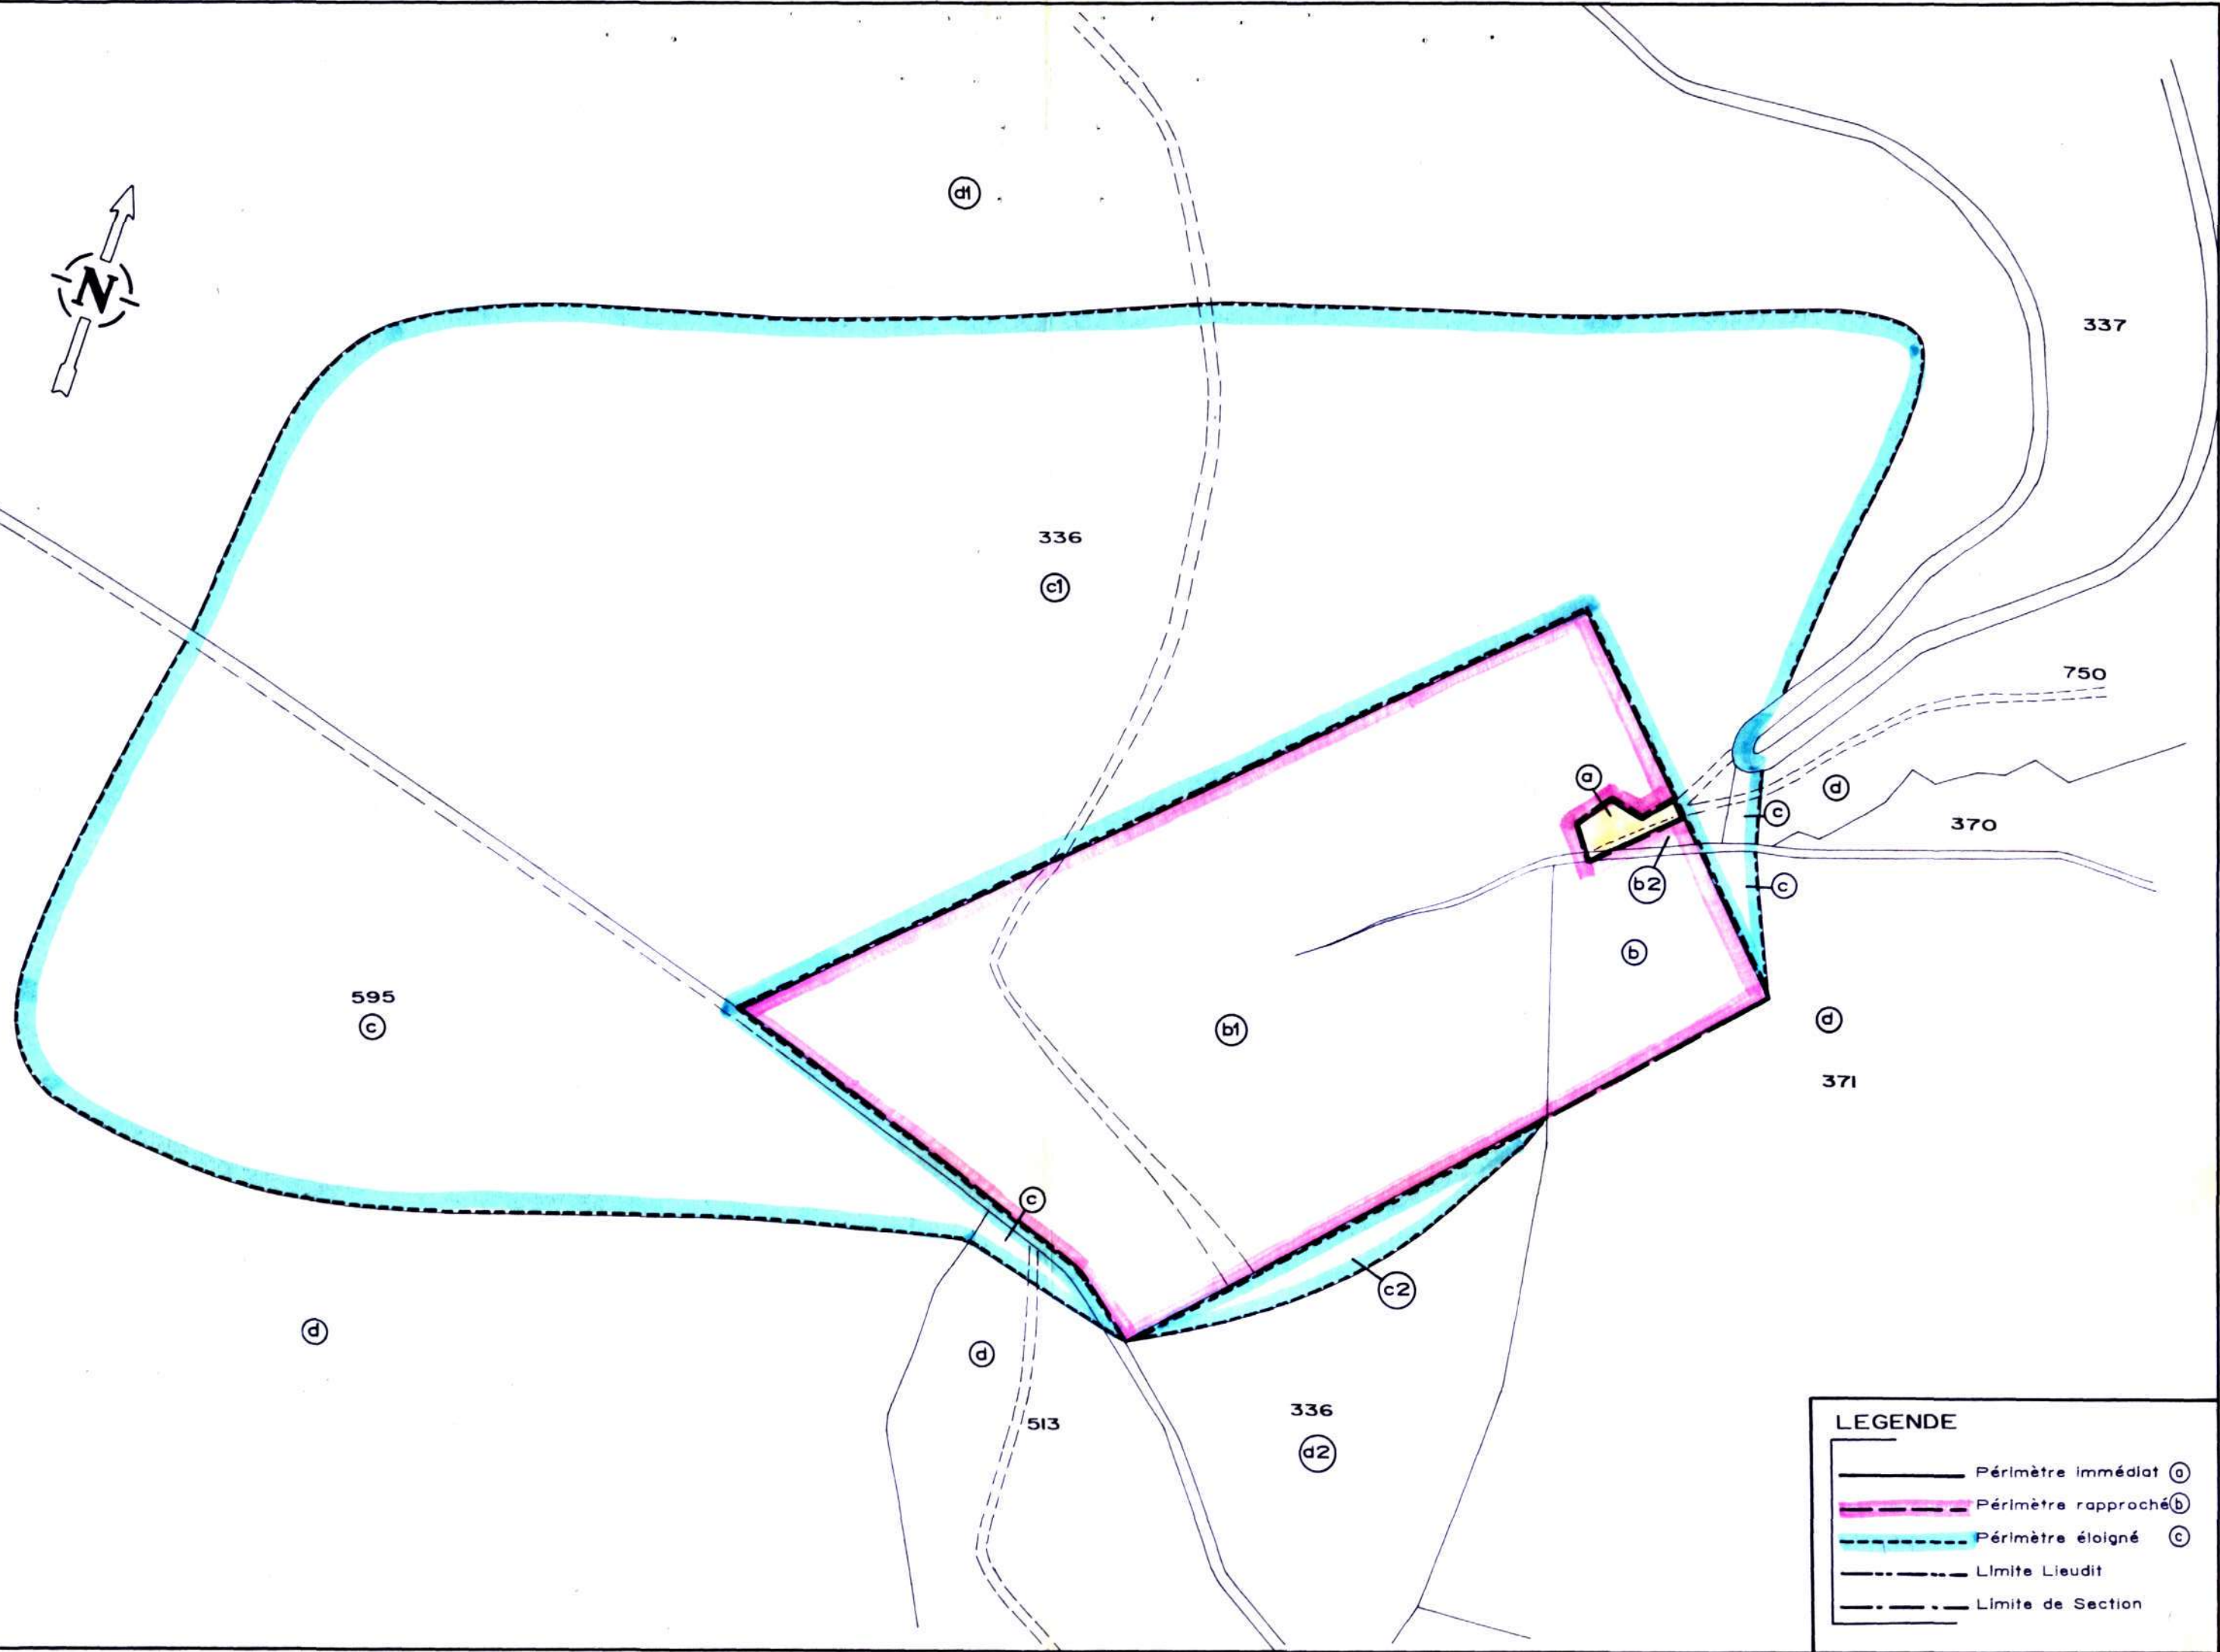 d1
N
337
336
c1
750
a
d
c
370
b2
c
b
595
c
b1
d
371
c
c2
d
d
513
336
d2
LEGENDE
Périmètre immédiat a
Périmètre rapproché b
Périmètre éloigné c
Limite Lieudit
Limite de Section